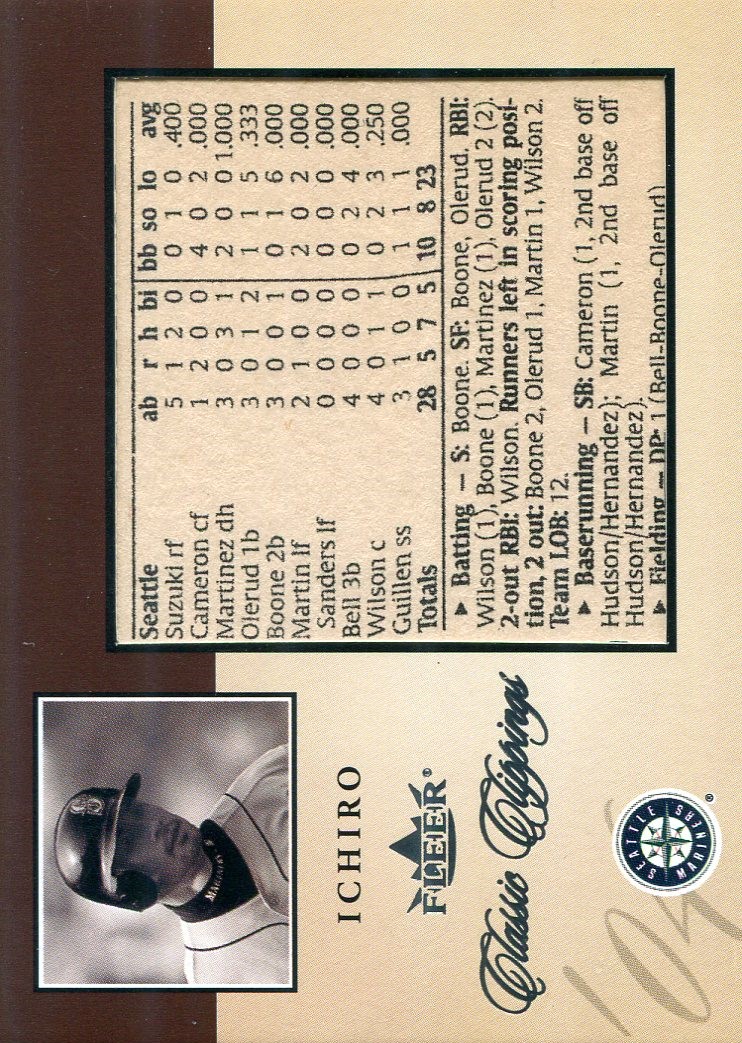 Seattle ab r h bi bb so lo avg
Suzuki rf 5 1 2 0 0 1 0 .400
Cameron cf 1 2 0 0 4 0 2 .000
Martinez dh 3 0 3 1 2 0 0 1.000
Olerud 1b 3 0 1 2 1 1 5 .333
Boone 2b 3 0 0 1 0 1 6 .000
Martin lf 2 1 0 0 2 0 2 .000
Sanders lf 0 0 0 0 0 0 0 .000
Bell 3b 4 0 0 0 0 2 4 .000
Wilson c 4 0 1 1 0 2 3 .250
Guillen ss 3 1 0 0 1 1 1 .000
Totals 28 5 7 5 10 8 23
▶ Batting — S: Boone. SF: Boone, Olerud. RBI:
Wilson (1), Boone (1), Martinez (1), Olerud 2 (2).
2-out RBI: Wilson. Runners left in scoring posi-
tion, 2 out: Boone 2, Olerud 1, Martin 1, Wilson 2.
Team LOB: 12.
▶ Baserunning — SB: Cameron (1, 2nd base off
Hudson/Hernandez); Martin (1, 2nd base off
Hudson/Hernandez).
▶ Fielding — DP: 1 (Bell-Boone-Olerud)
S
MARINERS
ICHIRO
FLEER®
Classic Clippings
SEATTLE
MARINERS
®